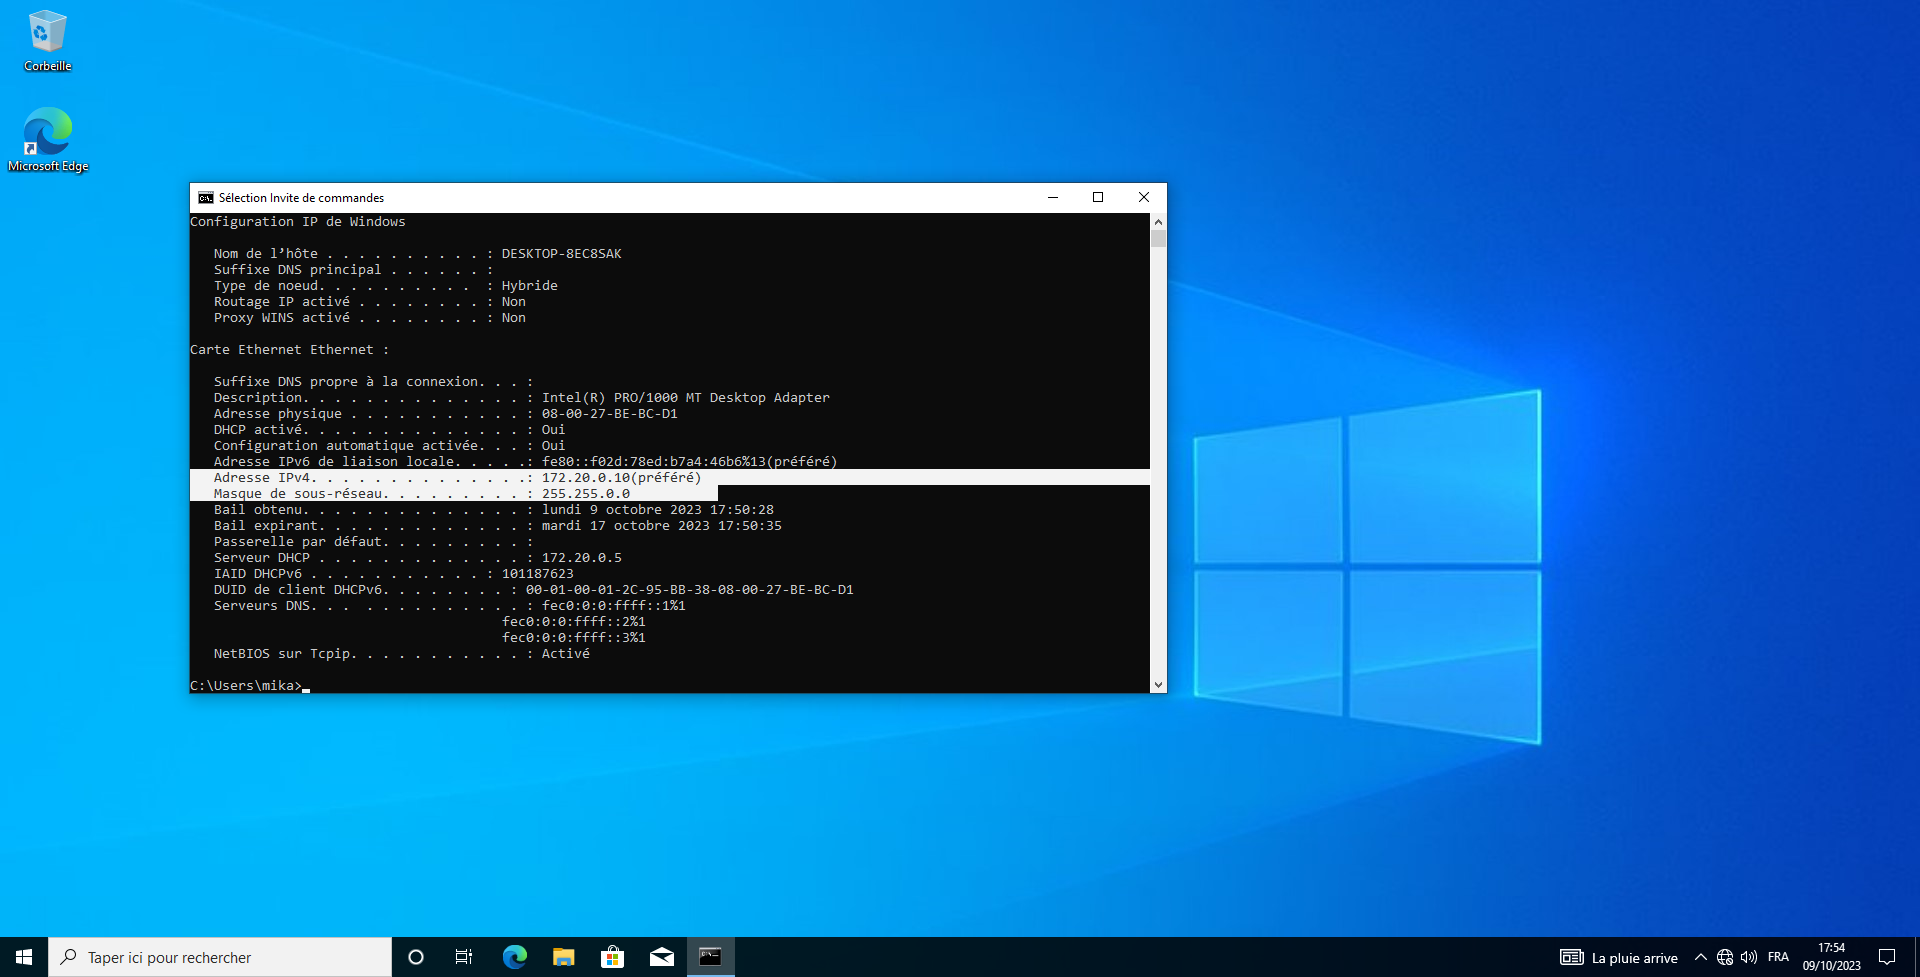 Corbeille
Microsoft Edge
Sélection Invite de commandes
Configuration IP de Windows
Nom de l’hôte . . . . . . . . . . : DESKTOP-8EC8SAK
Suffixe DNS principal . . . . . . :
Type de noeud. . . . . . . . . .  : Hybride
Routage IP activé . . . . . . . . : Non
Proxy WINS activé . . . . . . . . : Non
Carte Ethernet Ethernet :
Suffixe DNS propre à la connexion. . . :
Description. . . . . . . . . . . . . . : Intel(R) PRO/1000 MT Desktop Adapter
Adresse physique . . . . . . . . . . . : 08-00-27-BE-BC-D1
DHCP activé. . . . . . . . . . . . . . : Oui
Configuration automatique activée. . . : Oui
Adresse IPv6 de liaison locale. . . . .: fe80::f02d:78ed:b7a4:46b6%13(préféré)
Adresse IPv4. . . . . . . . . . . . . .: 172.20.0.10(préféré)
Masque de sous-réseau. . . . . . . . . : 255.255.0.0
Bail obtenu. . . . . . . . . . . . . . : lundi 9 octobre 2023 17:50:28
Bail expirant. . . . . . . . . . . . . : mardi 17 octobre 2023 17:50:35
Passerelle par défaut. . . . . . . . . :
Serveur DHCP . . . . . . . . . . . . . : 172.20.0.5
IAID DHCPv6 . . . . . . . . . . . : 101187623
DUID de client DHCPv6. . . . . . . . : 00-01-00-01-2C-95-BB-38-08-00-27-BE-BC-D1
Serveurs DNS. . .  . . . . . . . . . . : fec0:0:0:ffff::1%1
fec0:0:0:ffff::2%1
fec0:0:0:ffff::3%1
NetBIOS sur Tcpip. . . . . . . . . . . : Activé
C:\Users\mika>
Taper ici pour rechercher
La pluie arrive
FRA
17:54
09/10/2023